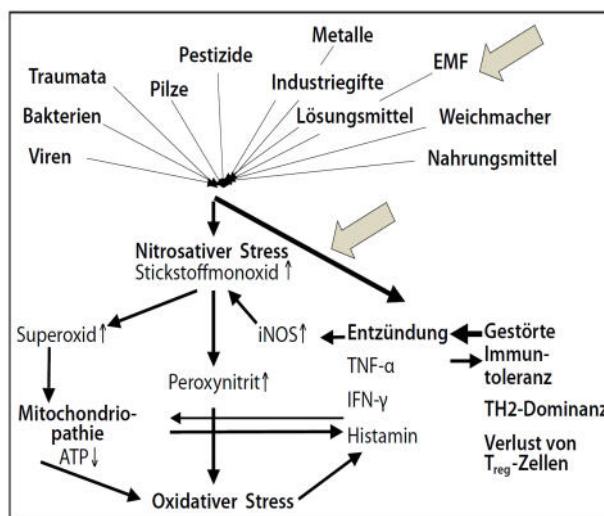 Metalle
Pestizide
EMF
Traumata
Industriegifte
Pilze
Bakterien
Lösungsmittel
Weichmacher
Viren
Nahrungsmittel
Nitrosativer Stress
Stickstoffmonoxid ↑
Superoxid ↑
iNOS ↑
Entzündung
Gestörte
Immun-
toleranz
TNF-α
Peroxynitrit ↑
IFN-γ
TH2-Dominanz
Mitochondrio-
pathie
ATP ↓
Histamin
Verlust von
Treg-Zellen
Oxidativer Stress